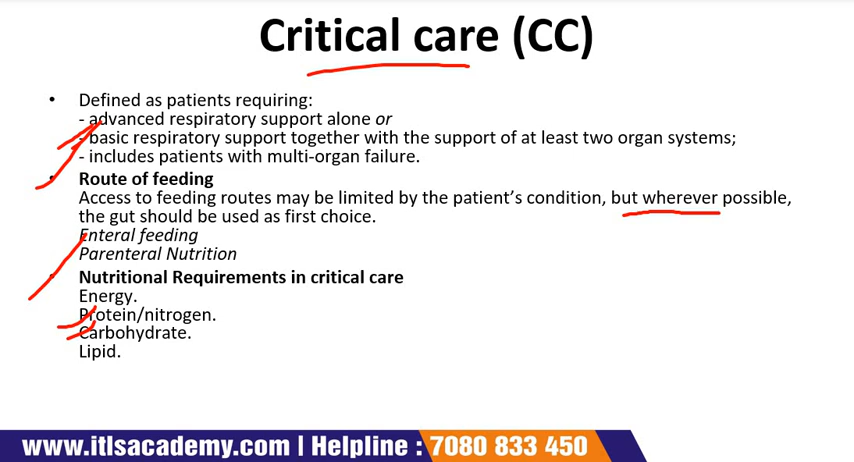 Critical care (CC)
• Defined as patients requiring:
- advanced respiratory support alone or
- basic respiratory support together with the support of at least two organ systems;
- includes patients with multi-organ failure.
• Route of feeding
Access to feeding routes may be limited by the patient's condition, but wherever possible,
the gut should be used as first choice.
Enteral feeding
Parenteral Nutrition
• Nutritional Requirements in critical care
Energy.
Protein/nitrogen.
Carbohydrate.
Lipid.
www.itlsacademy.com | Helpline : 7080 833 450